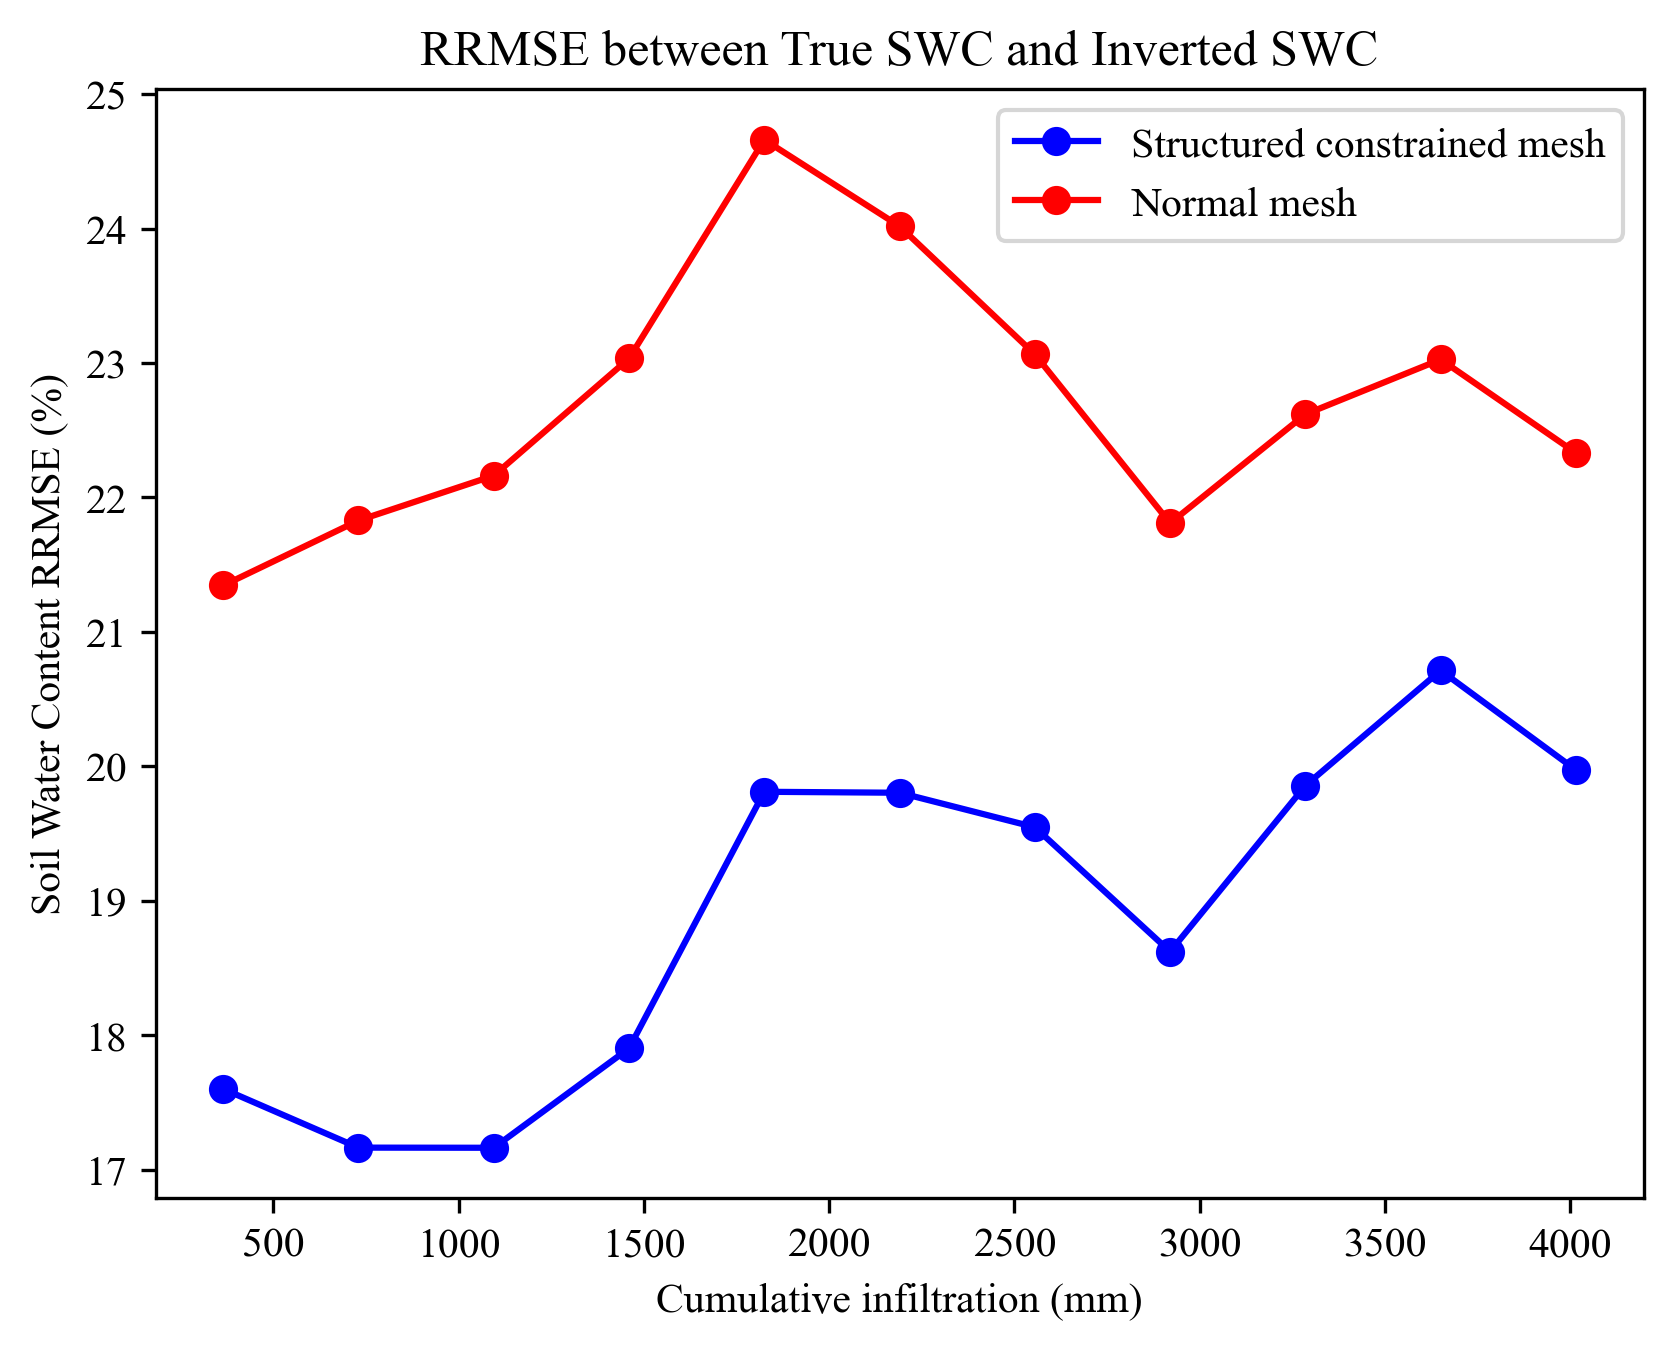 RRMSE between True SWC and Inverted SWC
Structured constrained mesh
Normal mesh
Soil Water Content RRMSE (%)
25
24
23
22
21
20
19
18
17
500 1000 1500 2000 2500 3000 3500 4000
Cumulative infiltration (mm)